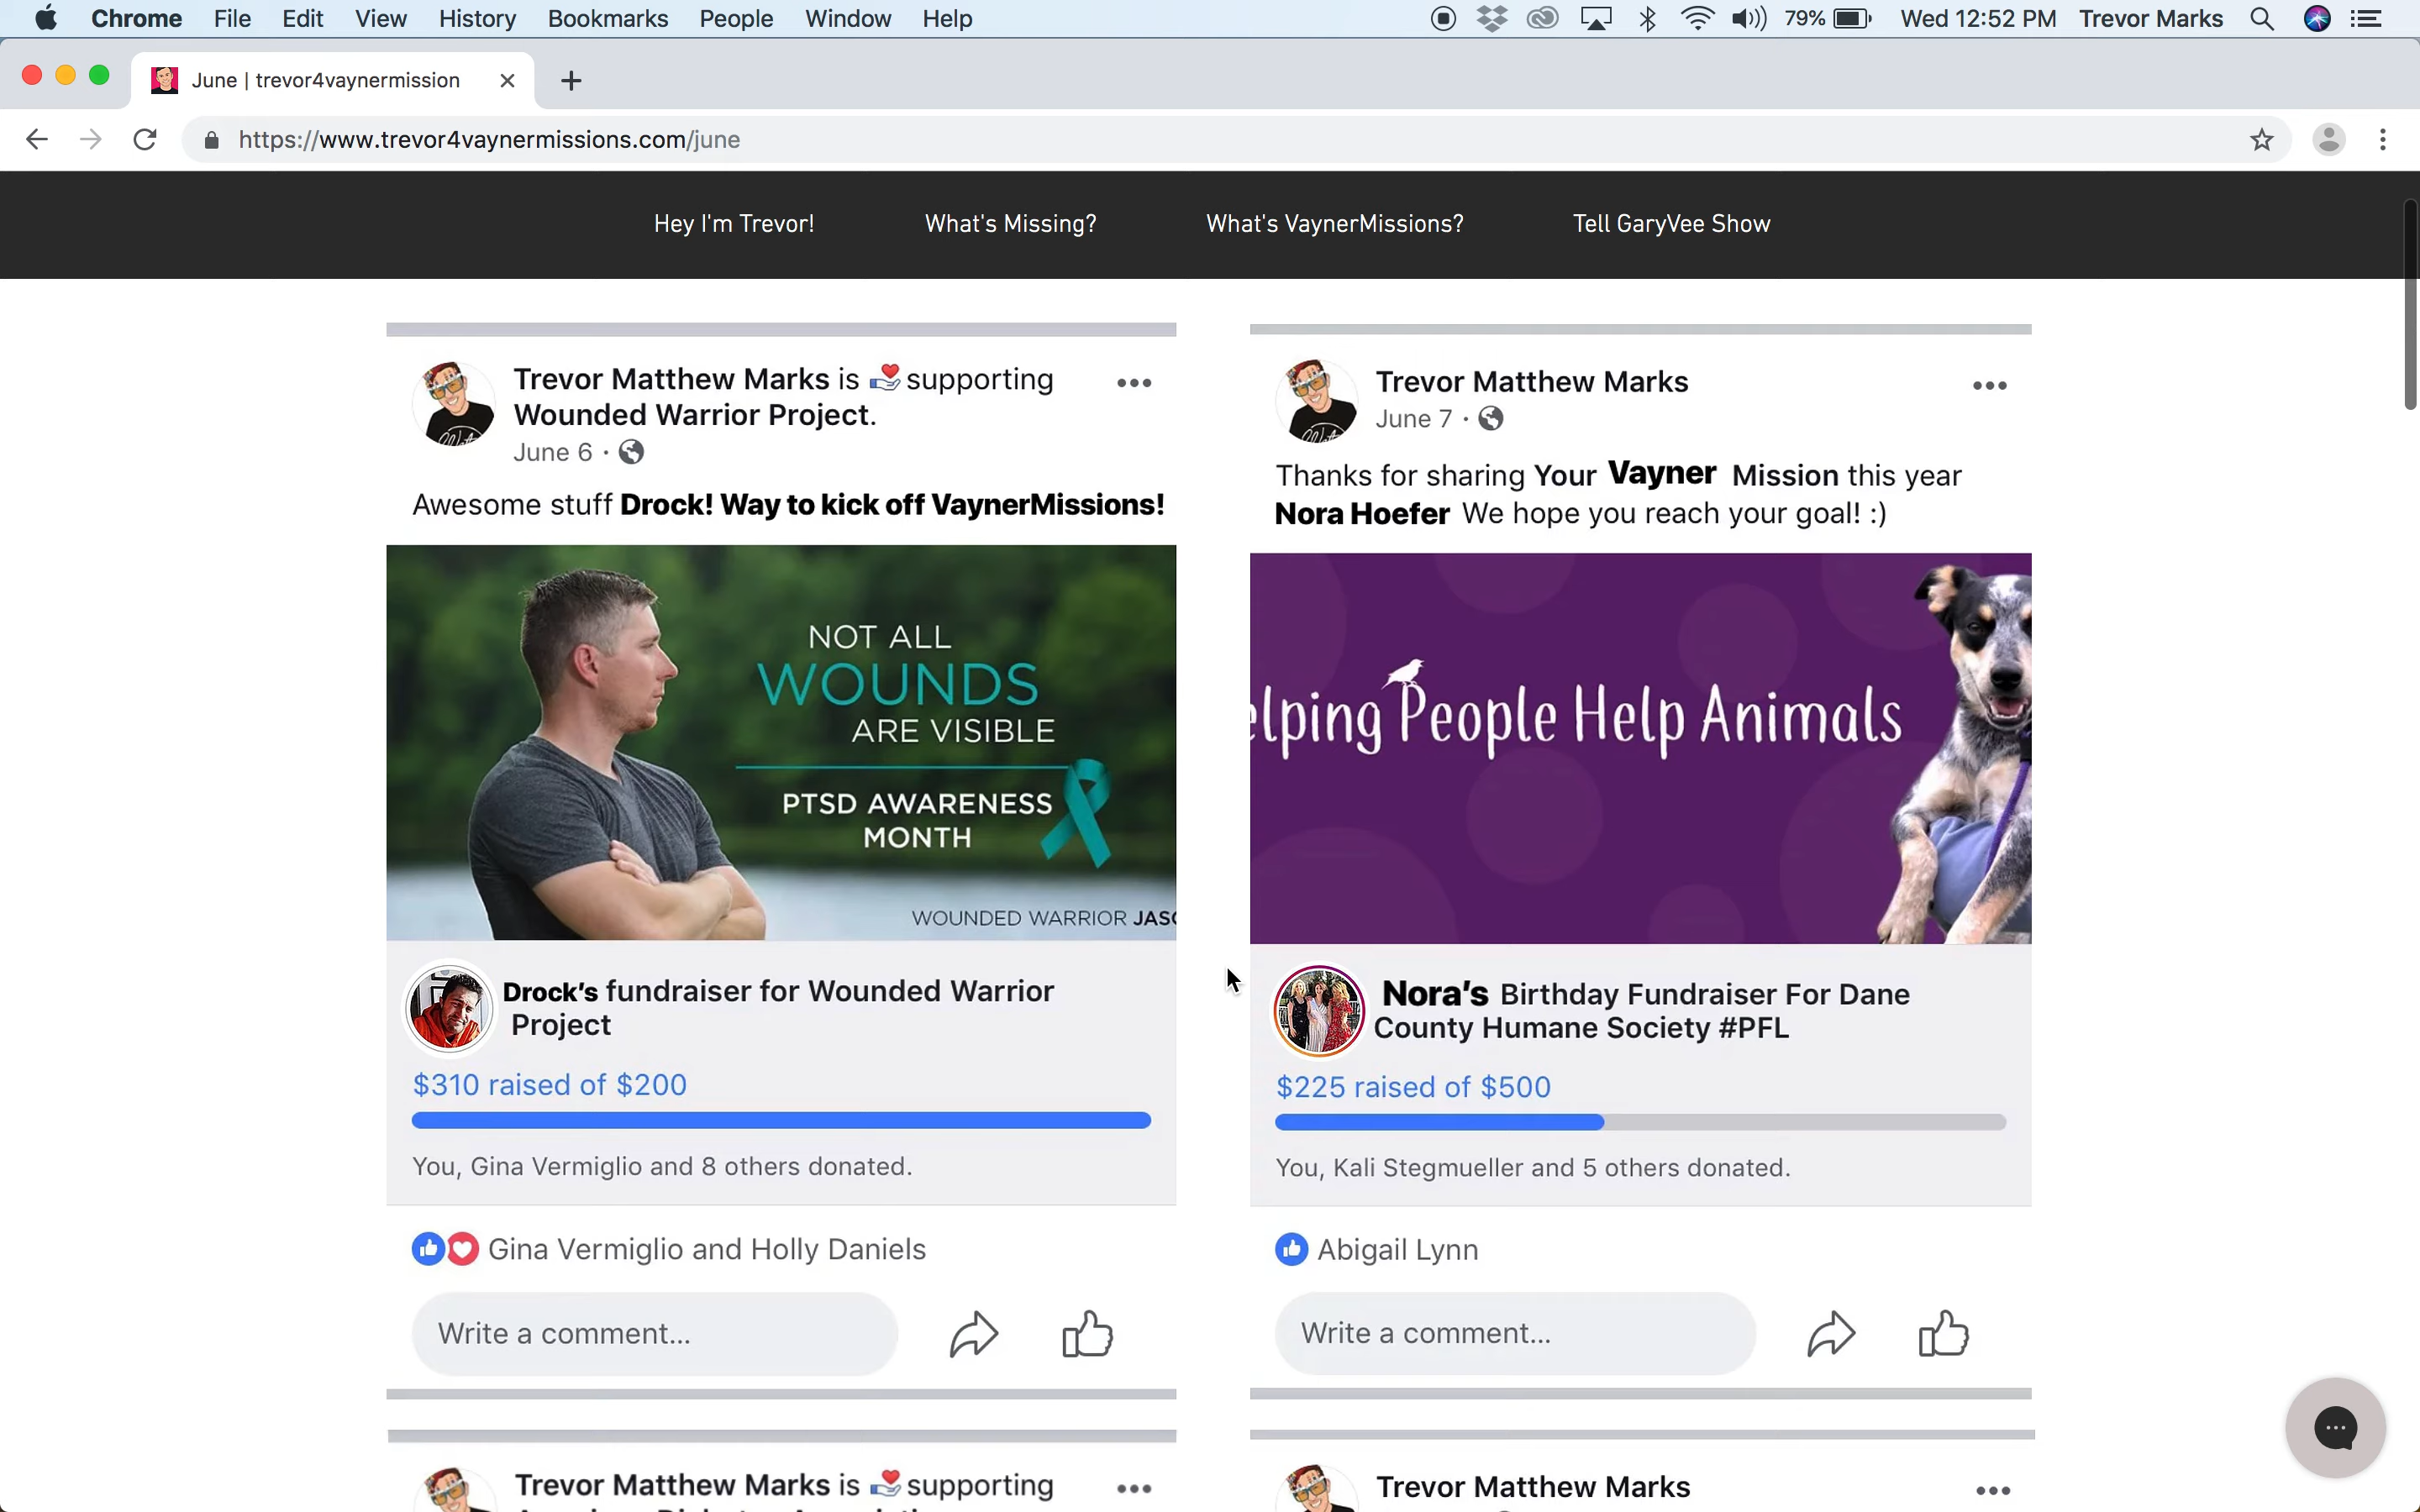 Chrome File Edit View History Bookmarks People Window Help 79% Wed 12:52 PM Trevor Marks
June | trevor4vaynermission
https://www.trevor4vaynermissions.com/june
Hey I'm Trevor! What's Missing? What's VaynerMissions? Tell GaryVee Show
Trevor Matthew Marks is supporting
Wounded Warrior Project.
June 6 ·
Awesome stuff Drock! Way to kick off VaynerMissions!
NOT ALL
WOUNDS
ARE VISIBLE
PTSD AWARENESS
MONTH
WOUNDED WARRIOR
Drock's fundraiser for Wounded Warrior
Project
$310 raised of $200
You, Gina Vermiglio and 8 others donated.
Gina Vermiglio and Holly Daniels
Write a comment...
Trevor Matthew Marks is supporting
Trevor Matthew Marks
June 7 ·
Thanks for sharing Your Vayner Mission this year
Nora Hoefer We hope you reach your goal! :)
elping People Help Animals
Nora's Birthday Fundraiser For Dane
County Humane Society #PFL
$225 raised of $500
You, Kali Stegmueller and 5 others donated.
Abigail Lynn
Write a comment...
Trevor Matthew Marks